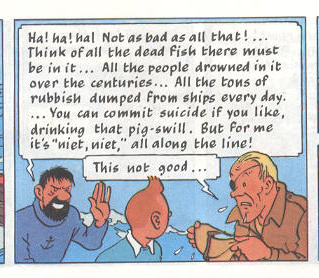 Ha! ha! ha! Not as bad as all that! ...
Think of all the dead fish there must
be in it ... All the people drowned in it
over the centuries... All the tons of
rubbish dumped from ships every day.
... You can commit suicide if you like,
drinking that pig-swill. But for me
it's "niet, niet," all along the line!
This not good ...